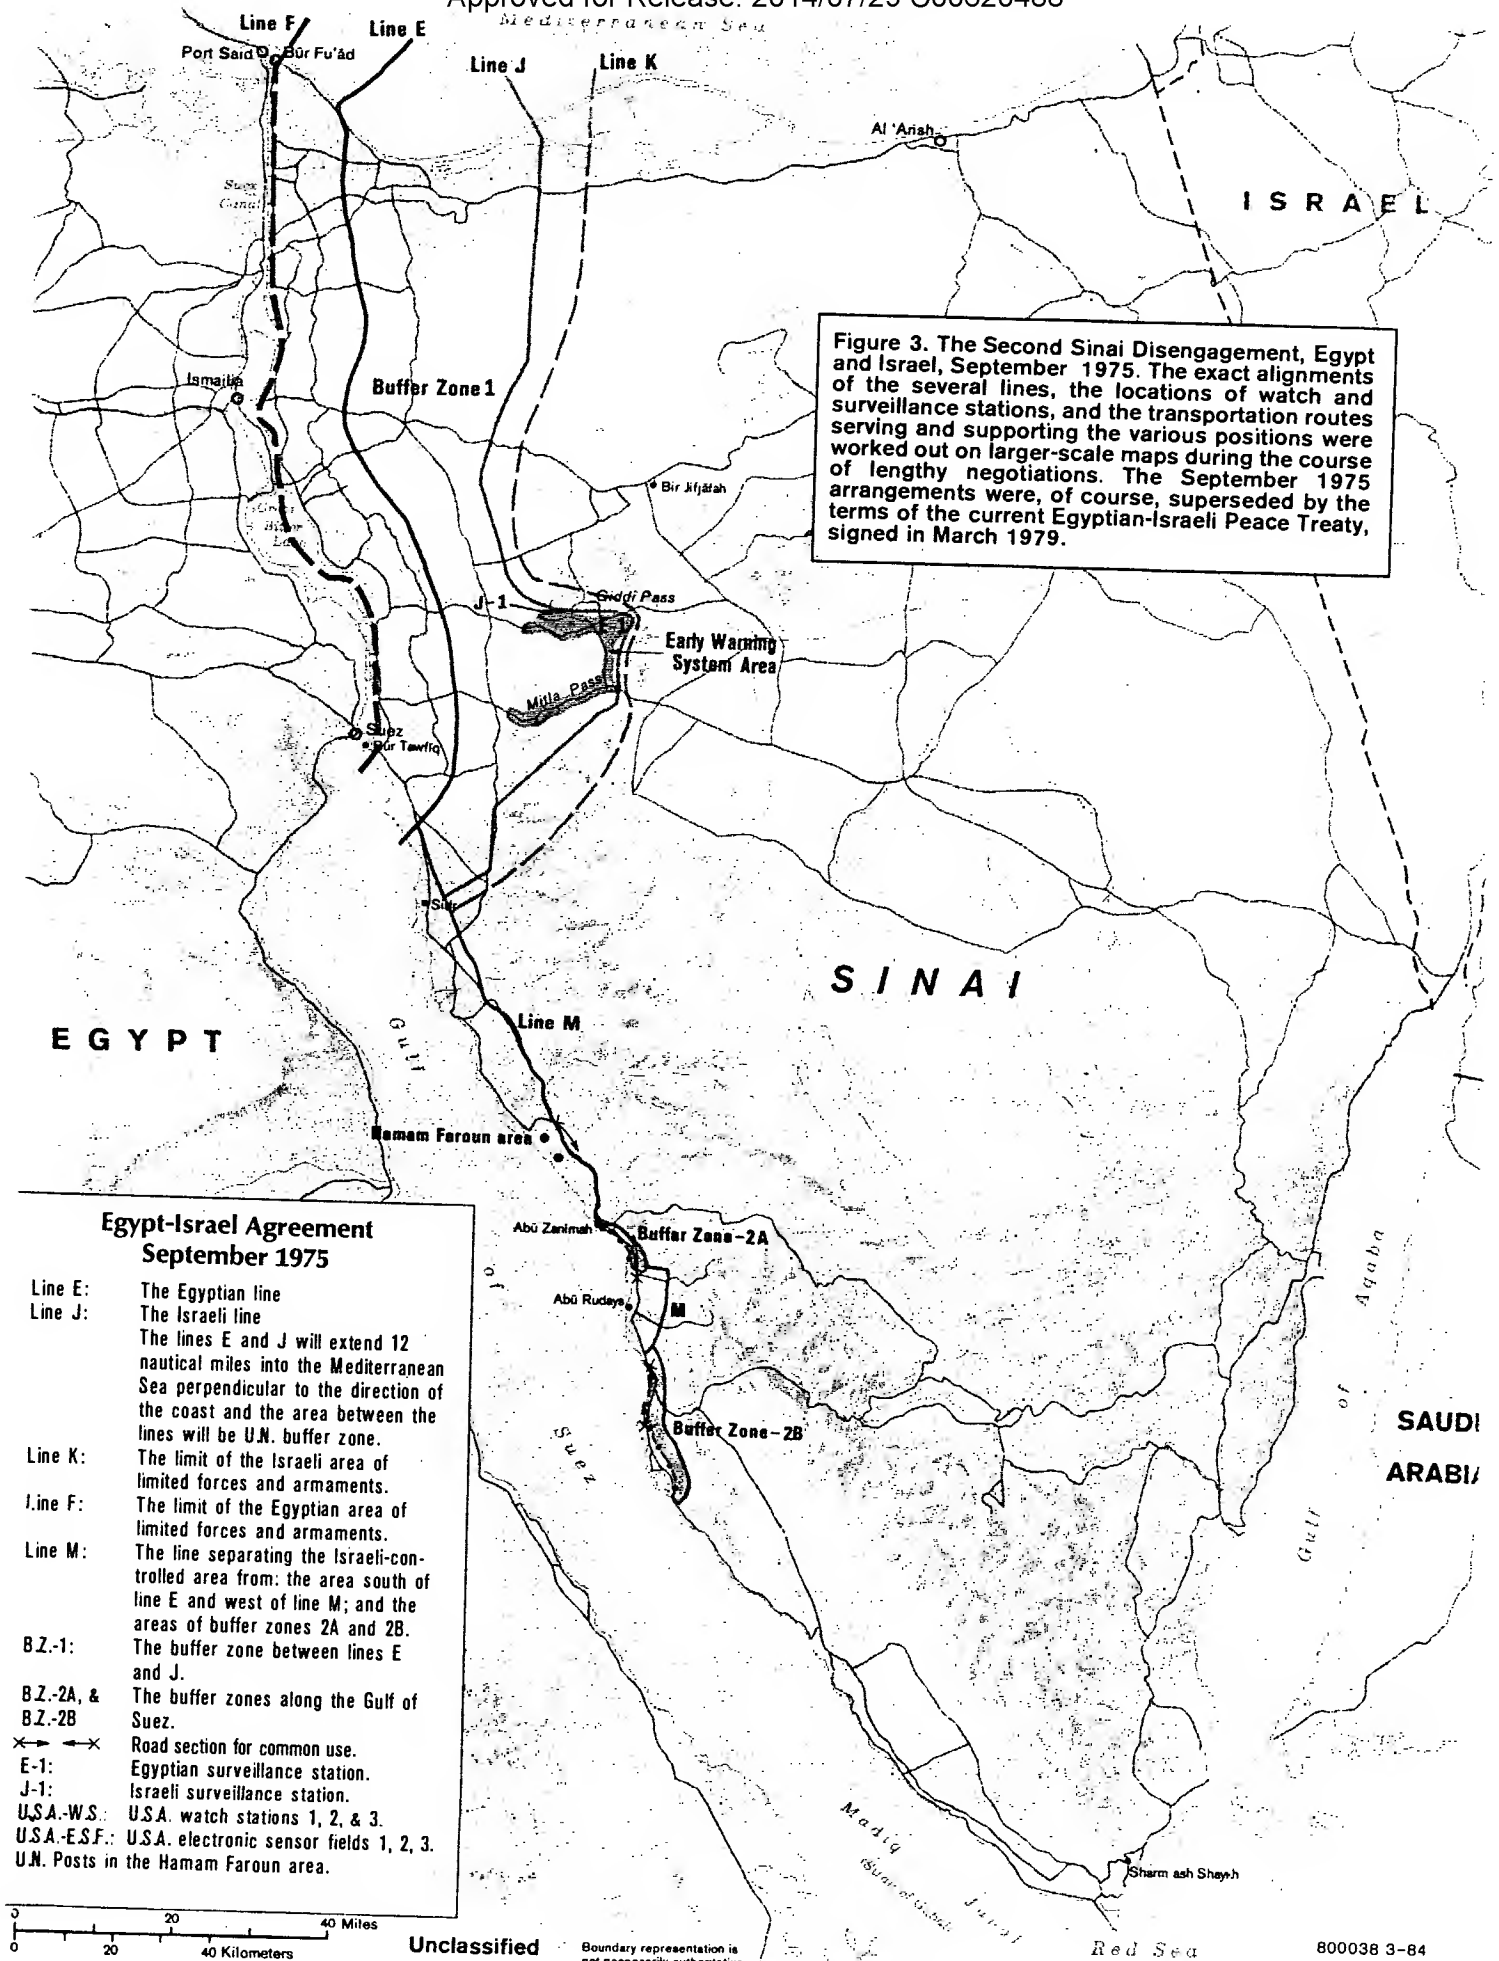 Approved for Release: 2014/07/29
Mediterranean Sea
Line F
Line E
Line J
Line K
Port Said
Būr Fu'ād
Al 'Arish
Suez
Canal
ISRAEL
Figure 3. The Second Sinai Disengagement, Egypt
and Israel, September 1975. The exact alignments
of the several lines, the locations of watch and
surveillance stations, and the transportation routes
serving and supporting the various positions were
worked out on larger-scale maps during the course
of lengthy negotiations. The September 1975
arrangements were, of course, superseded by the
terms of the current Egyptian-Israeli Peace Treaty,
signed in March 1979.
Ismailia
Buffer Zone 1
Bir Jifjāfah
Great
Bitter
Lake
J-1
Giddi Pass
E-1
Early Warning
System Area
Mitla Pass
Suez
Būr Tawfīq
Sudr
SINAI
EGYPT
Line M
Gulf
of
Suez
Hamam Faroun area
Abū Zanimah
Buffer Zone-2A
Abū Rudays
M
Buffer Zone-2B
Gulf
of
Aqaba
SAUDI
ARABIA
Egypt-Israel Agreement
September 1975
Line E: The Egyptian line
Line J: The Israeli line
The lines E and J will extend 12
nautical miles into the Mediterranean
Sea perpendicular to the direction of
the coast and the area between the
lines will be U.N. buffer zone.
Line K: The limit of the Israeli area of
limited forces and armaments.
Line F: The limit of the Egyptian area of
limited forces and armaments.
Line M: The line separating the Israeli-con-
trolled area from: the area south of
line E and west of line M; and the
areas of buffer zones 2A and 2B.
B.Z.-1: The buffer zone between lines E
and J.
B.Z.-2A, & The buffer zones along the Gulf of
B.Z.-2B Suez.
Road section for common use.
E-1: Egyptian surveillance station.
J-1: Israeli surveillance station.
U.S.A.-W.S.: U.S.A. watch stations 1, 2, & 3.
U.S.A.-E.S.F.: U.S.A. electronic sensor fields 1, 2, 3.
U.N. Posts in the Hamam Faroun area.
Madiq
Jubal
Sharm ash Shaykh
Red Sea
0 20 40 Miles
0 20 40 Kilometers
Unclassified
Boundary representation is
800038 3-84